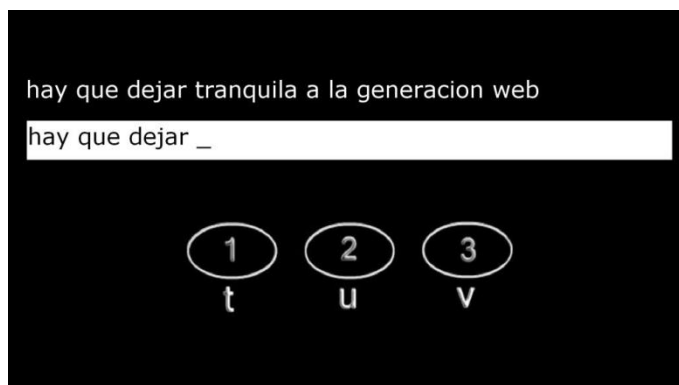 hay que dejar tranquila a la generacion web
hay que dejar _
1 2 3
t u v